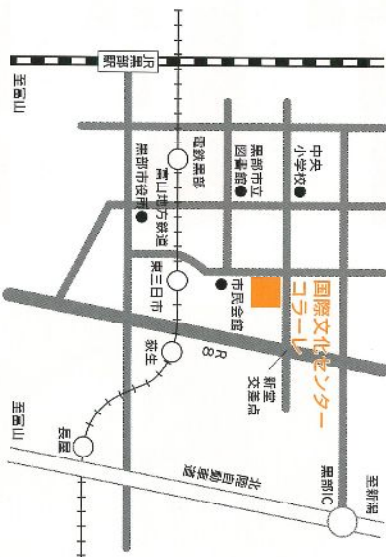 国際文化センター
コラーレ
JR黒部駅
至富山
中央
小学校
黒部市立
図書館
電鉄黒部
富山地方鉄道
黒部市役所
東三日市
市民会館
新堂
交差点
R8
荻生
長屋
至富山
北陸自動車道
黒部IC
至新潟